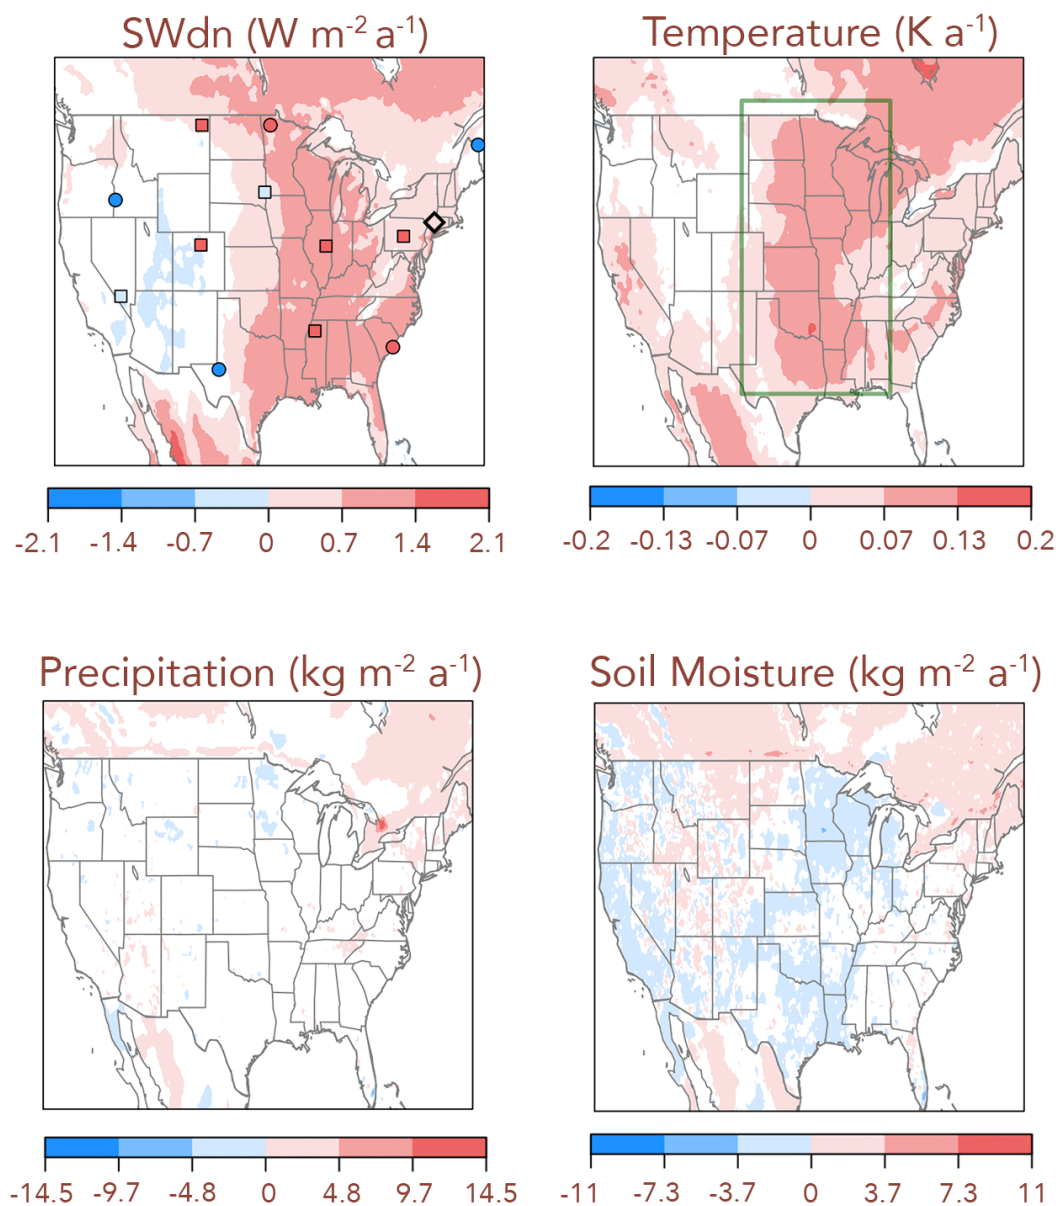 SWdn (W m⁻² a⁻¹)
Temperature (K a⁻¹)
-2.1 -1.4 -0.7 0 0.7 1.4 2.1
-0.2 -0.13 -0.07 0 0.07 0.13 0.2
Precipitation (kg m⁻² a⁻¹)
Soil Moisture (kg m⁻² a⁻¹)
-14.5 -9.7 -4.8 0 4.8 9.7 14.5
-11 -7.3 -3.7 0 3.7 7.3 11